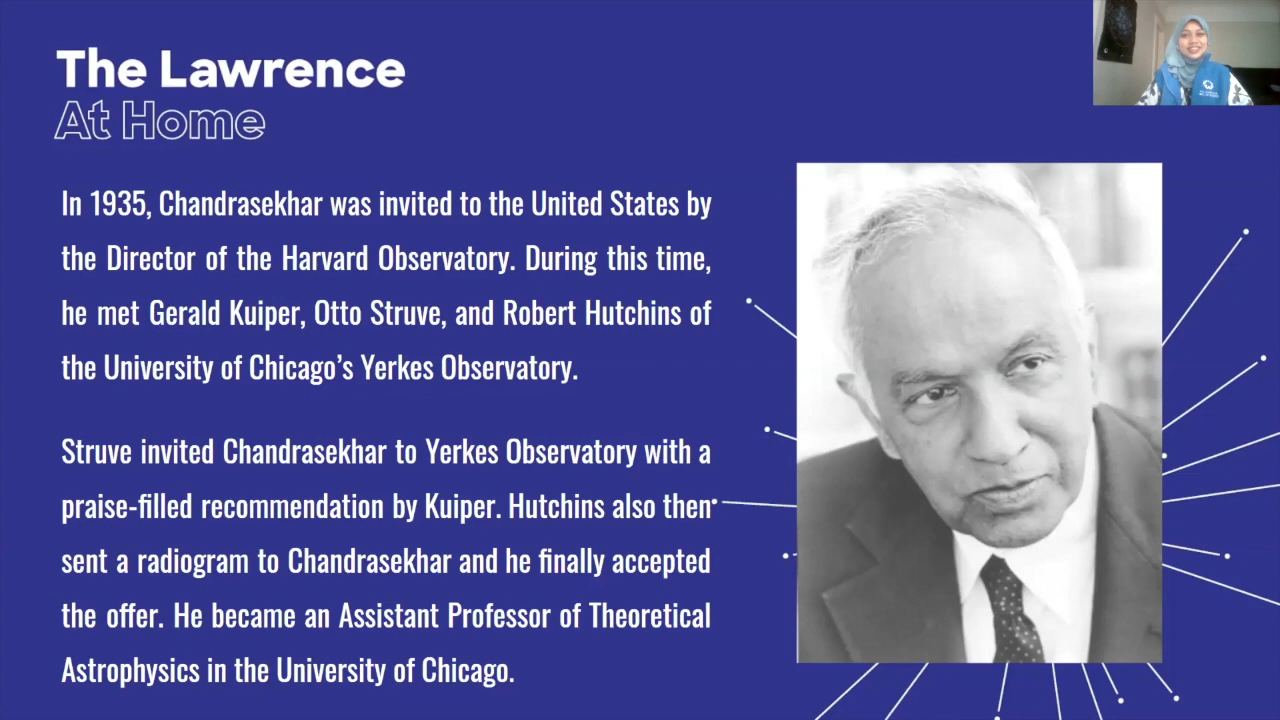 The Lawrence
At Home
In 1935, Chandrasekhar was invited to the United States by
the Director of the Harvard Observatory. During this time,
he met Gerald Kuiper, Otto Struve, and Robert Hutchins of
the University of Chicago’s Yerkes Observatory.
Struve invited Chandrasekhar to Yerkes Observatory with a
praise-filled recommendation by Kuiper. Hutchins also then
sent a radiogram to Chandrasekhar and he finally accepted
the offer. He became an Assistant Professor of Theoretical
Astrophysics in the University of Chicago.